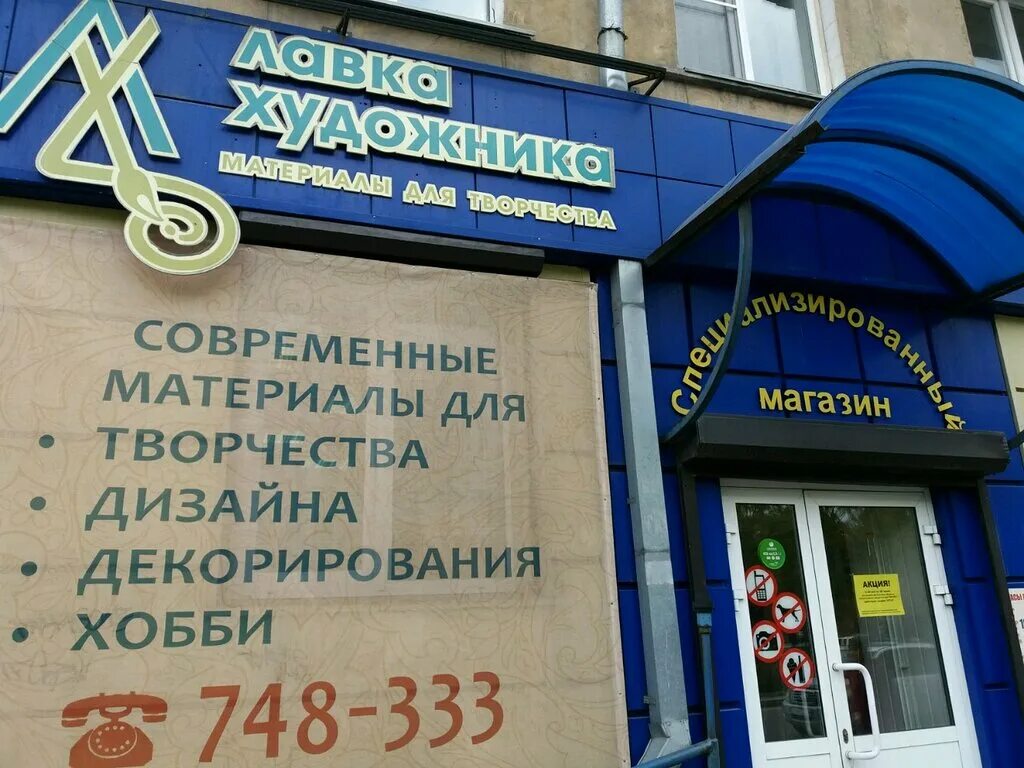 Лавка
художника
материалы для творчества
СОВРЕМЕННЫЕ
МАТЕРИАЛЫ ДЛЯ
• ТВОРЧЕСТВА
• ДИЗАЙНА
• ДЕКОРИРОВАНИЯ
• ХОББИ
748-333
Специализированный
магазин
АКЦИЯ!